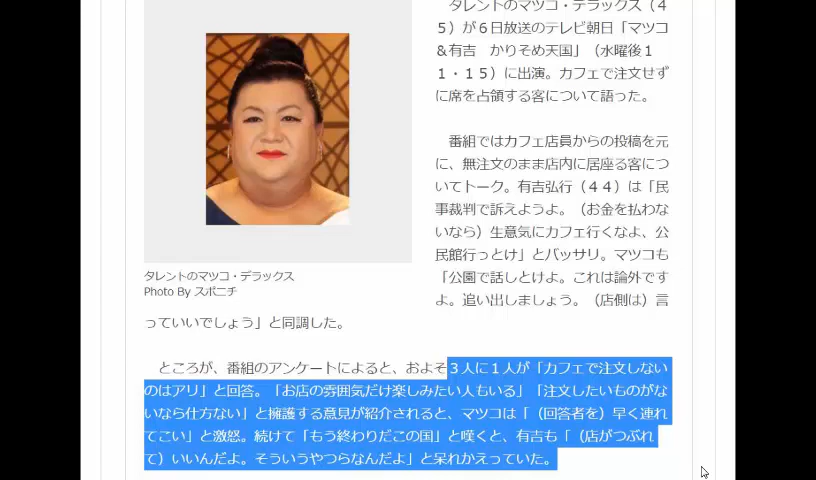 タレントのマツコ・デラックス（４
５）が６日放送のテレビ朝日「マツコ
＆有吉　かりそめ天国」（水曜後１
１・１５）に出演。カフェで注文せず
に席を占領する客について語った。
番組ではカフェ店員からの投稿を元
に、無注文のまま店内に居座る客につ
いてトーク。有吉弘行（４４）は「民
事裁判で訴えようよ。（お金を払わな
いなら）生意気にカフェ行くなよ、公
民館行っとけ」とバッサリ。マツコも
「公園で話しとけよ。これは論外です
よ。追い出しましょう。（店側は）言
タレントのマツコ・デラックス
Photo By スポニチ
っていいでしょう」と同調した。
ところが、番組のアンケートによると、およそ３人に１人が「カフェで注文しない
のはアリ」と回答。「お店の雰囲気だけ楽しみたい人もいる」「注文したいものがな
いなら仕方ない」と擁護する意見が紹介されると、マツコは「（回答者を）早く連れ
てこい」と激怒。続けて「もう終わりだこの国」と嘆くと、有吉も「（店がつぶれ
て）いいんだよ。そういうやつらなんだよ」と呆れかえっていた。